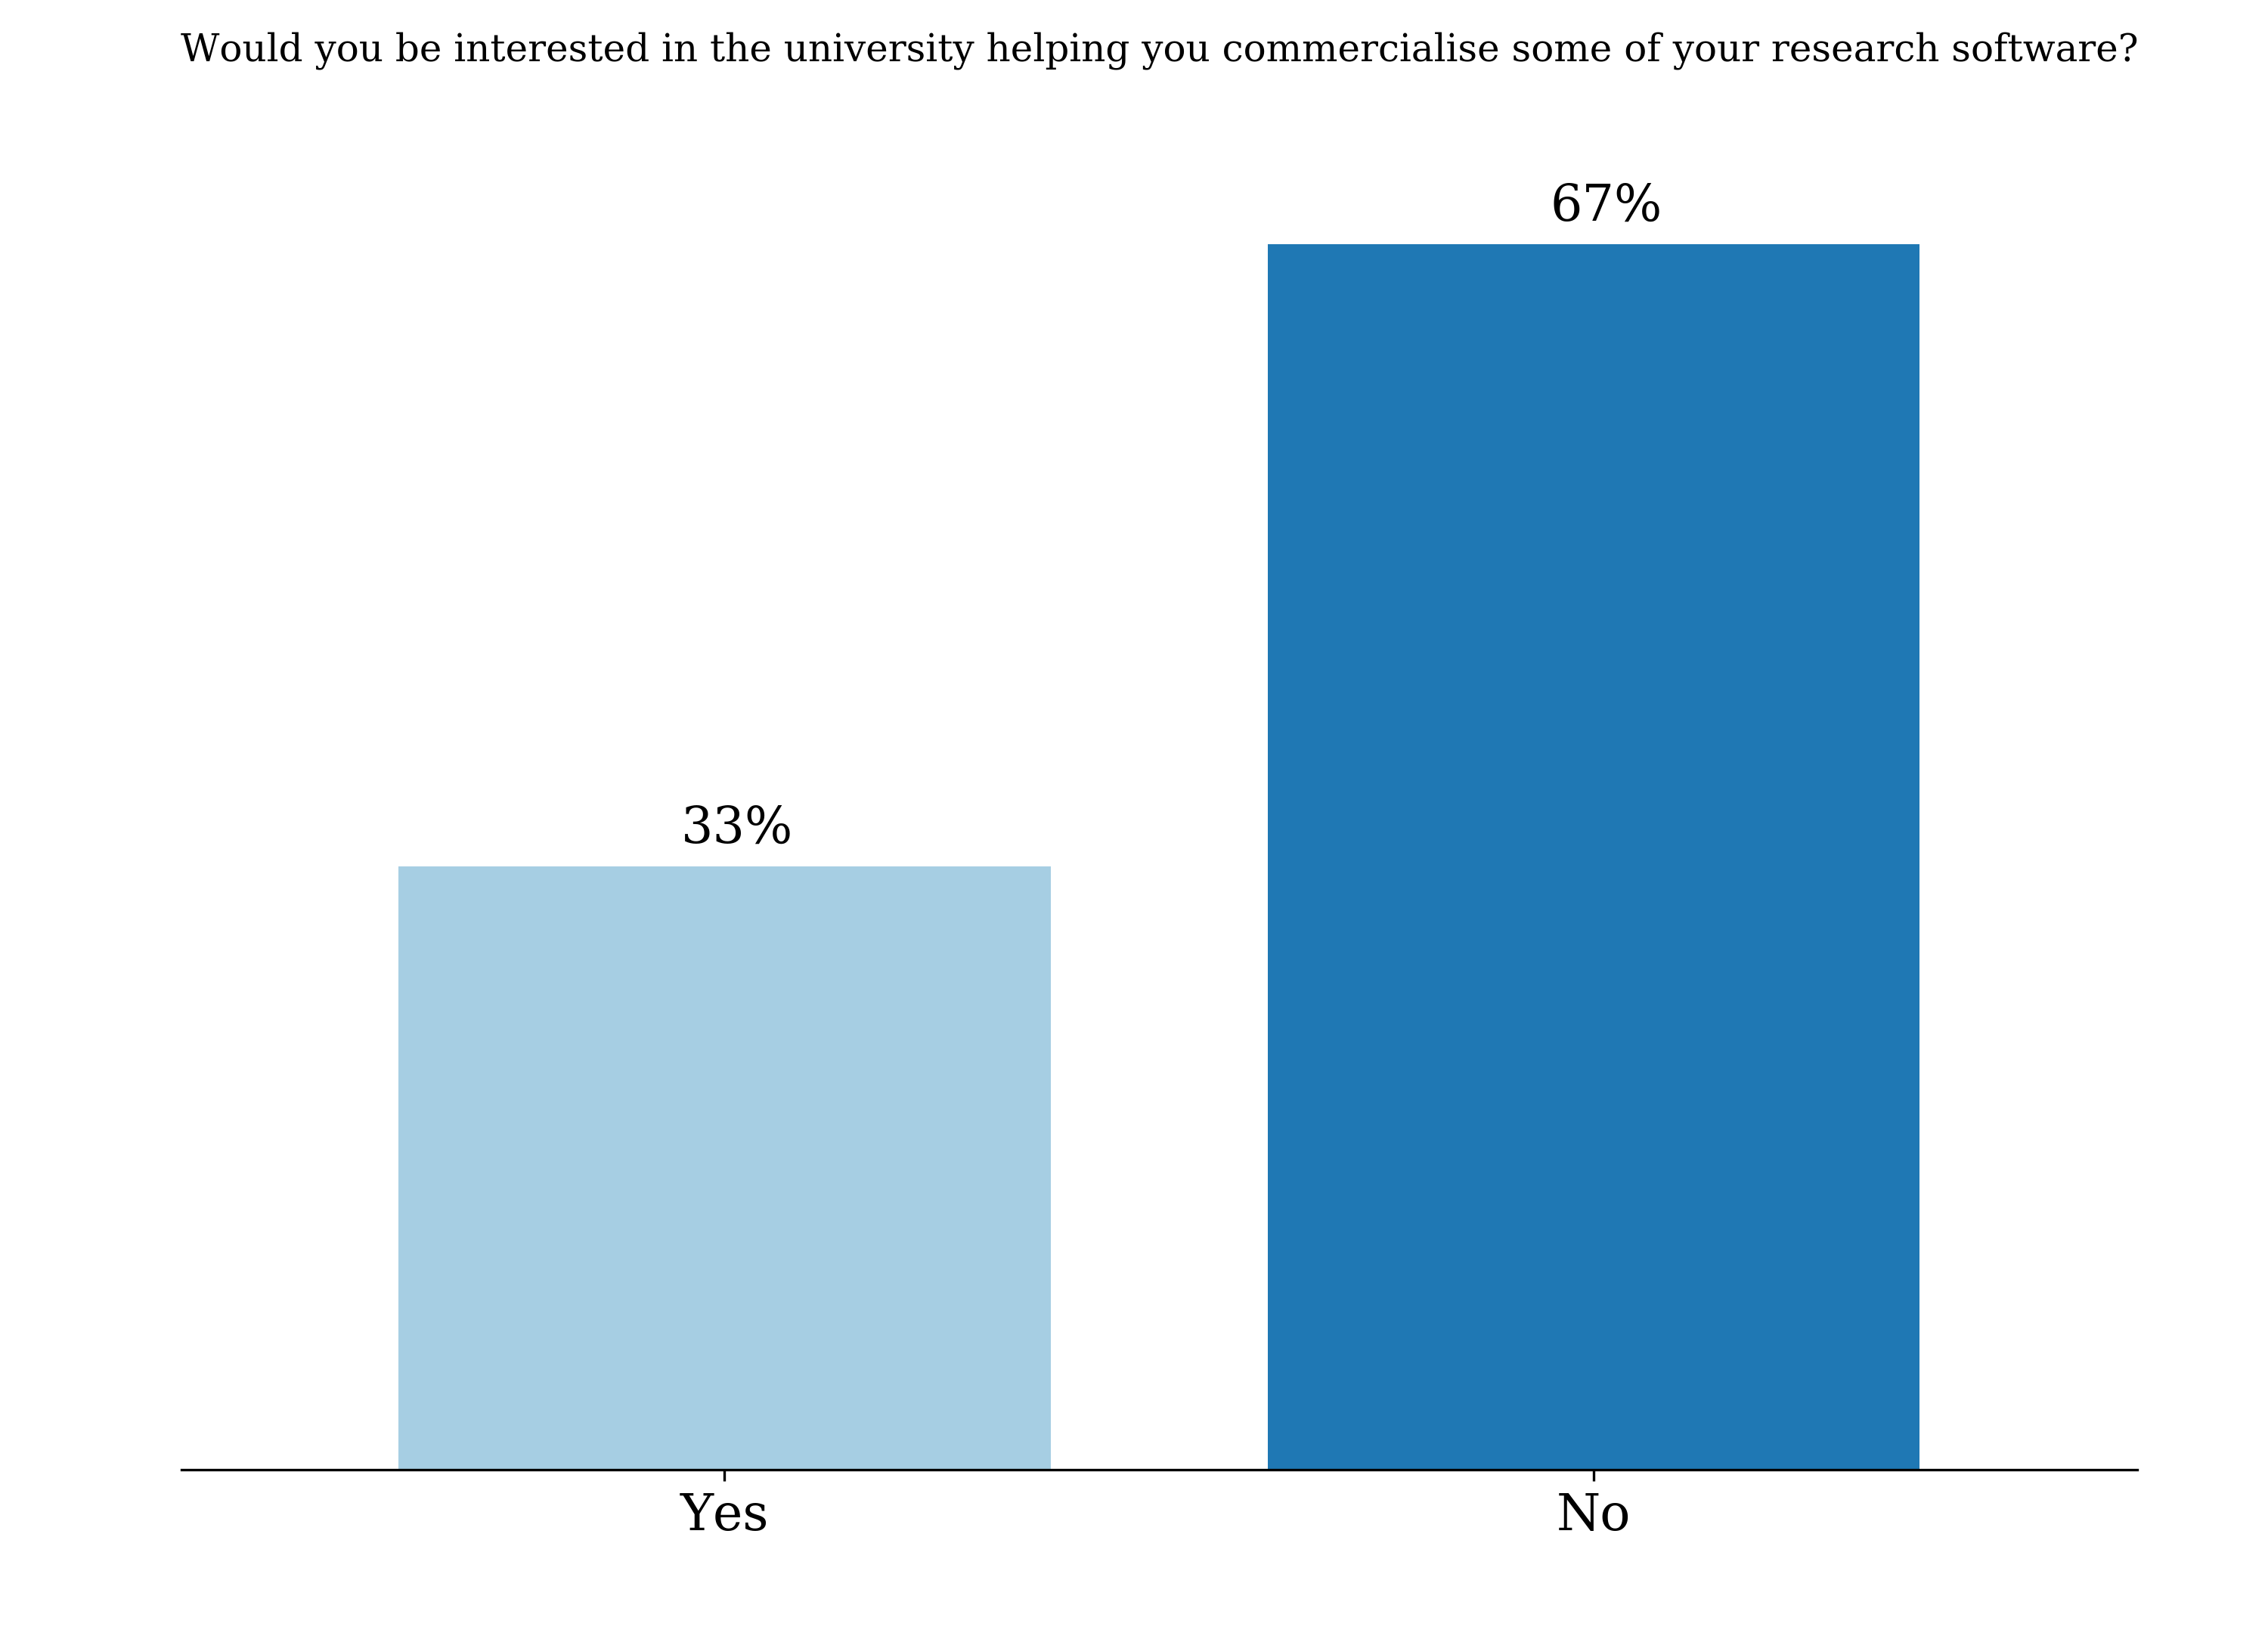 Would you be interested in the university helping you commercialise some of your research software?
67%
33%
Yes
No